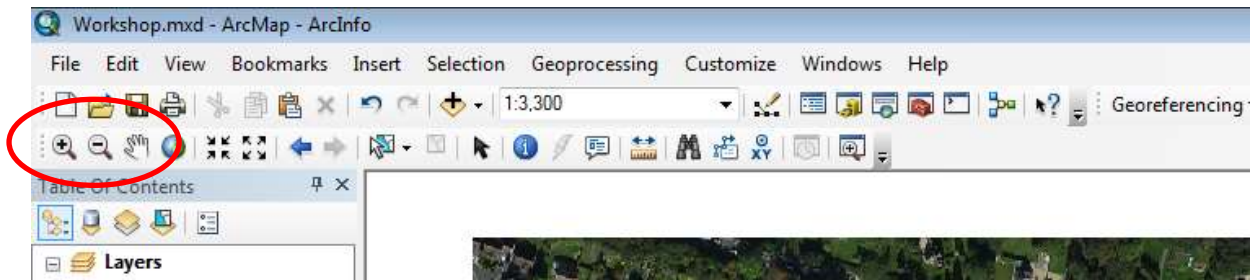 Workshop.mxd - ArcMap - ArcInfo
File Edit View Bookmarks Insert Selection Geoprocessing Customize Windows Help
1:3,300 Georeferencing
XY
Table Of Contents
Layers